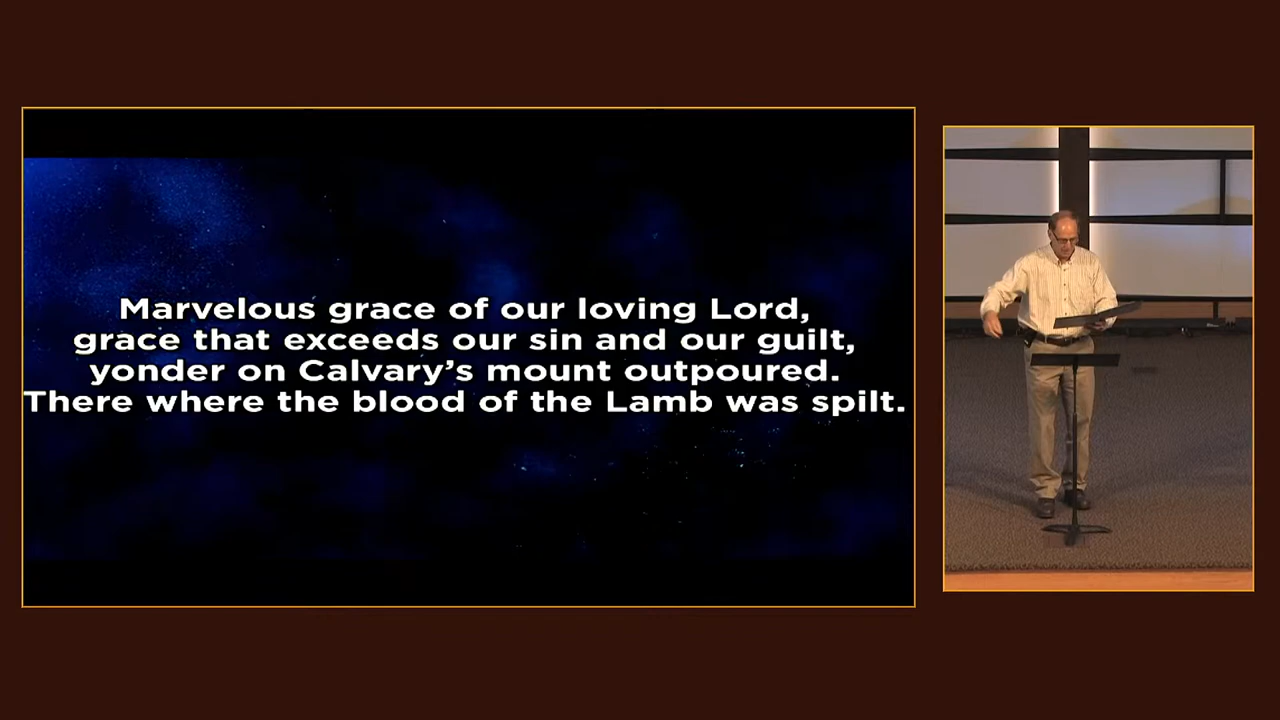 Marvelous grace of our loving Lord,
grace that exceeds our sin and our guilt,
yonder on Calvary’s mount outpoured.
There where the blood of the Lamb was spilt.